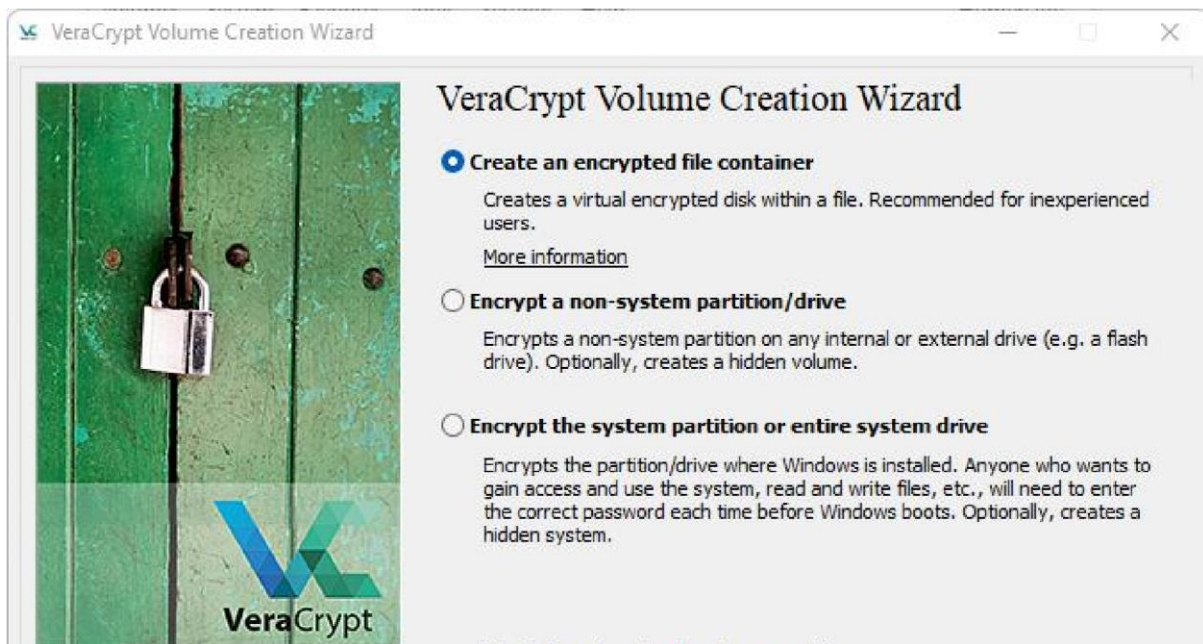 VeraCrypt Volume Creation Wizard
VeraCrypt Volume Creation Wizard
Create an encrypted file container
Creates a virtual encrypted disk within a file. Recommended for inexperienced
users.
More information
Encrypt a non-system partition/drive
Encrypts a non-system partition on any internal or external drive (e.g. a flash
drive). Optionally, creates a hidden volume.
Encrypt the system partition or entire system drive
Encrypts the partition/drive where Windows is installed. Anyone who wants to
gain access and use the system, read and write files, etc., will need to enter
the correct password each time before Windows boots. Optionally, creates a
hidden system.
VeraCrypt